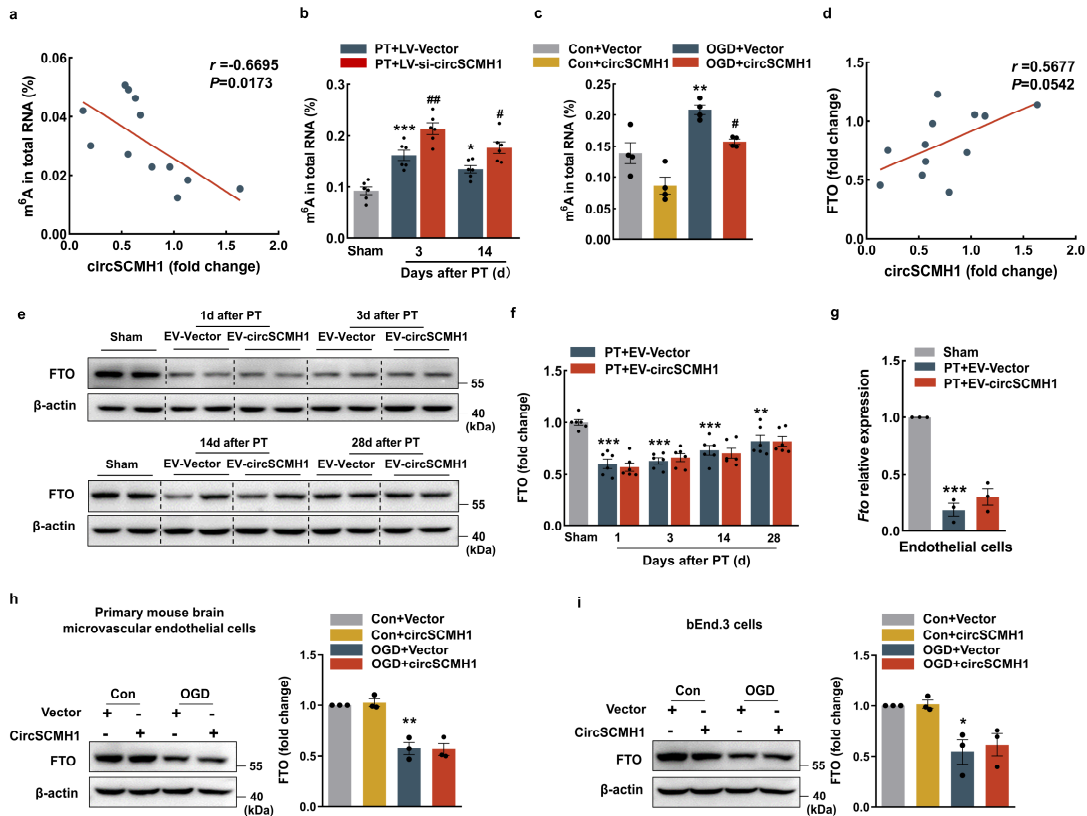 a
r =-0.6695
P=0.0173
m⁶A in total RNA (%)
0.06
0.04
0.02
0.00
0.0 0.5 1.0 1.5 2.0
circSCMH1 (fold change)
b
PT+LV-Vector
PT+LV-si-circSCMH1
m⁶A in total RNA (%)
0.3
0.2
0.1
0.0
*** ## * #
Sham 3 14
Days after PT (d)
c
Con+Vector OGD+Vector
Con+circSCMH1 OGD+circSCMH1
m⁶A in total RNA (%)
0.25
0.20
0.15
0.10
0.05
0.00
** #
d
r =0.5677
P=0.0542
FTO (fold change)
1.5
1.0
0.5
0.0
0.0 0.5 1.0 1.5 2.0
circSCMH1 (fold change)
e
1d after PT 3d after PT
Sham EV-Vector EV-circSCMH1 EV-Vector EV-circSCMH1
FTO
55
β-actin
40
(kDa)
14d after PT 28d after PT
Sham EV-Vector EV-circSCMH1 EV-Vector EV-circSCMH1
FTO
55
β-actin
40
(kDa)
f
PT+EV-Vector
PT+EV-circSCMH1
FTO (fold change)
1.5
1.0
0.5
0.0
*** *** *** **
Sham 1 3 14 28
Days after PT (d)
g
Sham
PT+EV-Vector
PT+EV-circSCMH1
Fto relative expression
1.5
1.0
0.5
0.0
***
Endothelial cells
h
Primary mouse brain
microvascular endothelial cells
Con OGD
Vector + - + -
CircSCMH1 - + - +
FTO
55
β-actin
40
(kDa)
Con+Vector
Con+circSCMH1
OGD+Vector
OGD+circSCMH1
FTO (fold change)
1.5
1.0
0.5
0.0
**
i
bEnd.3 cells
Con OGD
Vector + - + -
CircSCMH1 - + - +
FTO
55
β-actin
40
(kDa)
Con+Vector
Con+circSCMH1
OGD+Vector
OGD+circSCMH1
FTO (fold change)
1.5
1.0
0.5
0.0
*